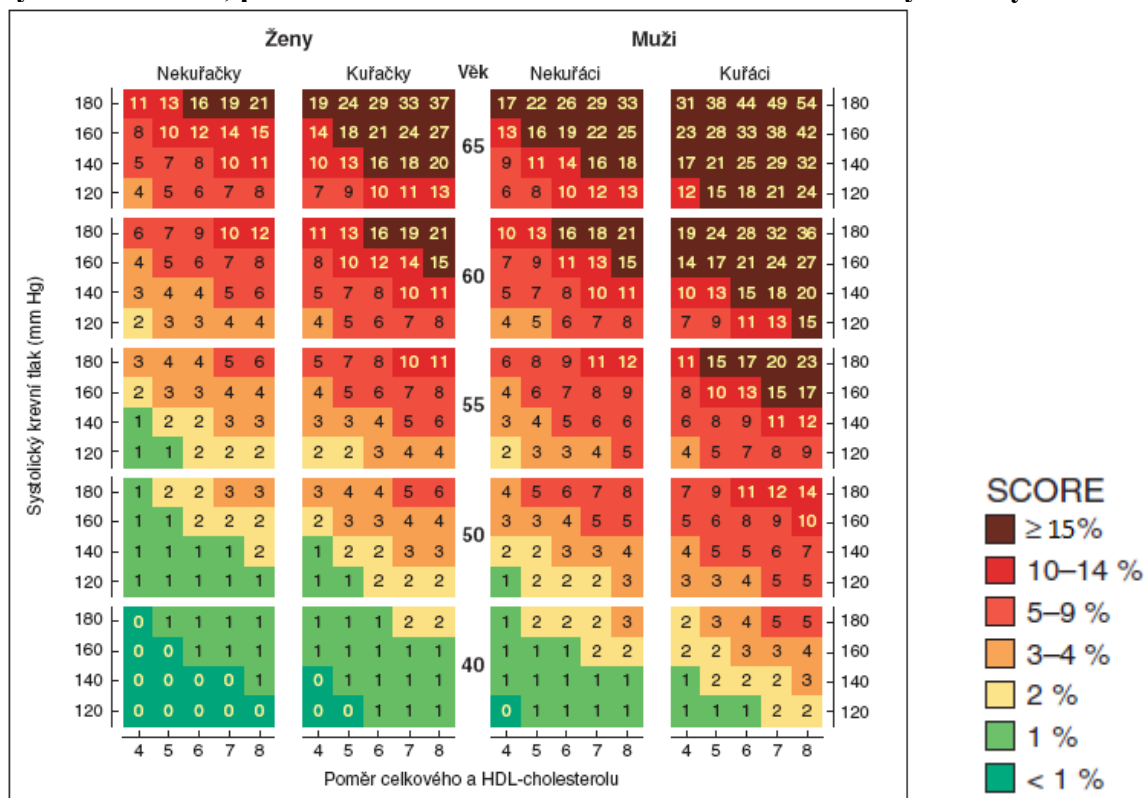 Ženy Muži
Nekuřačky Kuřačky Věk Nekuřáci Kuřáci
180 11 13 16 19 21 19 24 29 33 37 17 22 26 29 33 31 38 44 49 54 180
160 8 10 12 14 15 14 18 21 24 27 13 16 19 22 25 23 28 33 38 42 160
65
140 5 7 8 10 11 10 13 16 18 20 9 11 14 16 18 17 21 25 29 32 140
120 4 5 6 7 8 7 9 10 11 13 6 8 10 12 13 12 15 18 21 24 120
180 6 7 9 10 12 11 13 16 19 21 10 13 16 18 21 19 24 28 32 36 180
160 4 5 6 7 8 8 10 12 14 15 7 9 11 13 15 14 17 21 24 27 160
60
140 3 4 4 5 6 5 7 8 10 11 5 7 8 10 11 10 13 15 18 20 140
120 2 3 3 4 4 4 5 6 7 8 4 5 6 7 8 7 9 11 13 15 120
180 3 4 4 5 6 5 7 8 10 11 6 8 9 11 12 11 15 17 20 23 180
160 2 3 3 4 4 4 5 6 7 8 4 6 7 8 9 8 10 13 15 17 160
55
140 1 2 2 3 3 3 3 4 5 6 3 4 5 6 6 6 8 9 11 12 140
120 1 1 2 2 2 2 2 3 4 4 2 3 3 4 5 4 5 7 8 9 120
180 1 2 2 3 3 3 4 4 5 6 4 5 6 7 8 7 9 11 12 14 180
160 1 1 2 2 2 2 3 3 4 4 3 3 4 5 5 5 6 8 9 10 160
50
140 1 1 1 1 2 1 2 2 3 3 2 2 3 3 4 4 5 5 6 7 140
120 1 1 1 1 1 1 1 2 2 2 1 2 2 2 3 3 3 4 5 5 120
180 0 1 1 1 1 1 1 1 2 2 1 2 2 2 3 2 3 4 5 5 180
160 0 0 1 1 1 1 1 1 1 1 1 1 1 2 2 2 2 3 3 4 160
40
140 0 0 0 0 1 0 1 1 1 1 1 1 1 1 1 1 2 2 2 3 140
120 0 0 0 0 0 0 0 1 1 1 0 1 1 1 1 1 1 1 2 2 120
4 5 6 7 8 4 5 6 7 8 4 5 6 7 8 4 5 6 7 8
Poměr celkového a HDL-cholesterolu
Systolický krevní tlak (mm Hg)
SCORE
≥ 15%
10–14 %
5–9 %
3–4 %
2 %
1 %
< 1 %